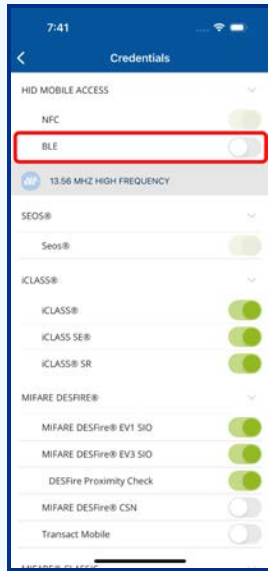 7:41
Credentials
HID MOBILE ACCESS
NFC
BLE
13.56 MHZ HIGH FREQUENCY
SEOS®
Seos®
iCLASS®
iCLASS®
iCLASS SE®
iCLASS® SR
MIFARE DESFIRE®
MIFARE DESFire® EV1 SIO
MIFARE DESFire® EV3 SIO
DESFire Proximity Check
MIFARE DESFire® CSN
Transact Mobile
MIFARE® CLASSIC